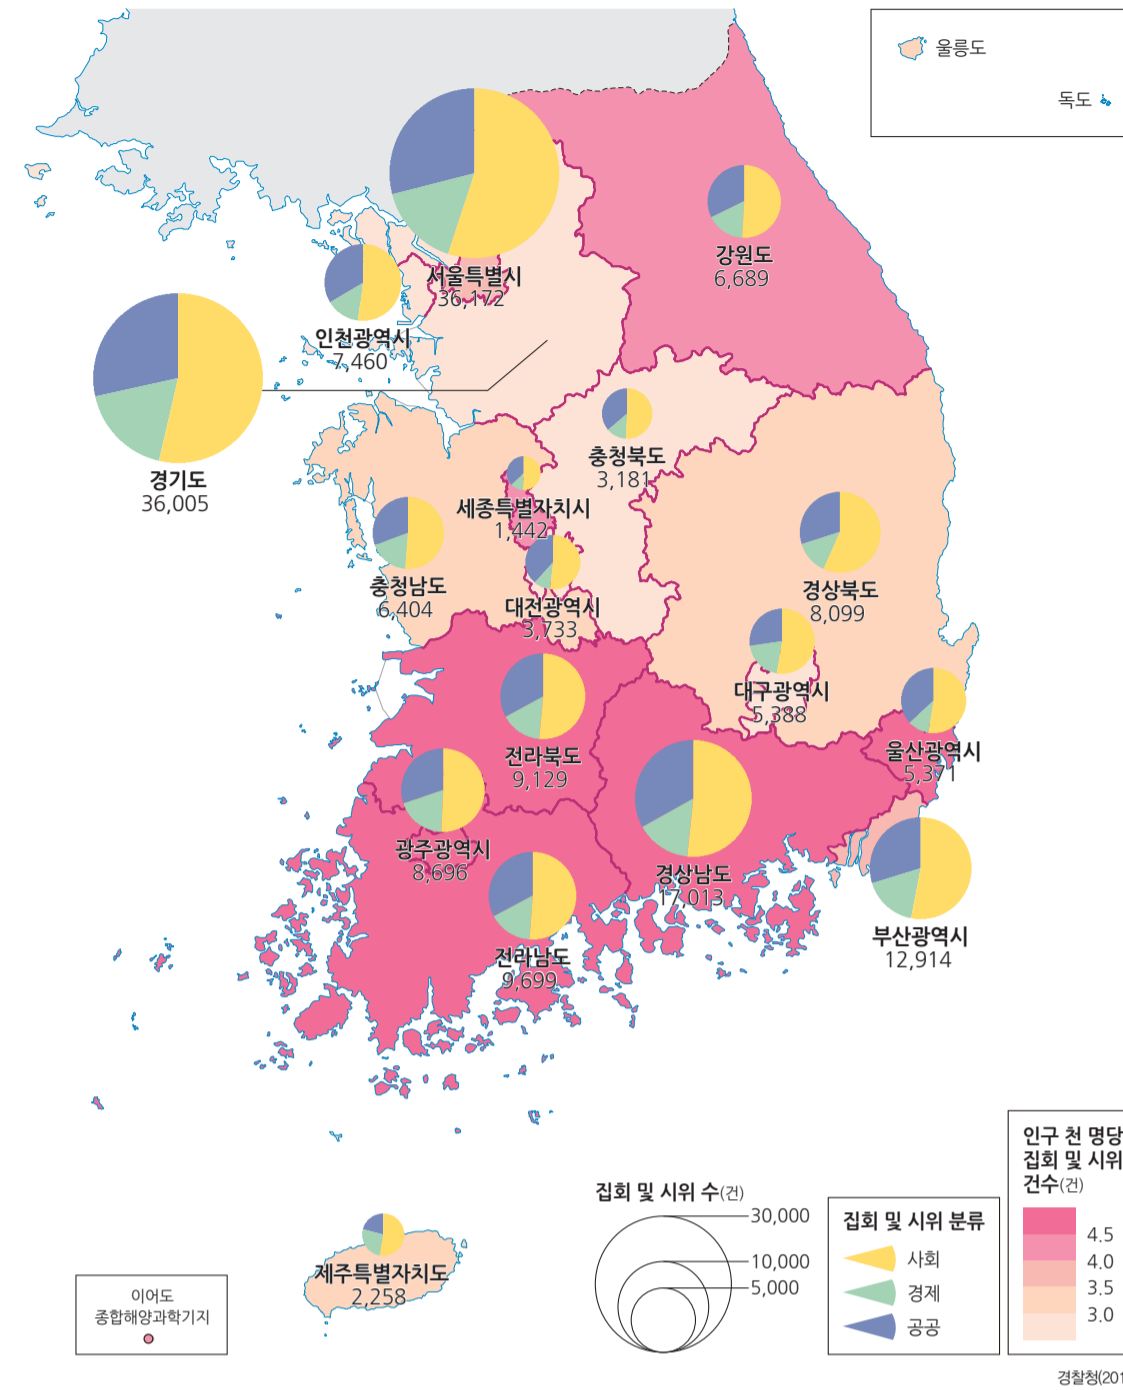 울릉도
독도
강원도
6,689
서울특별시
36,172
인천광역시
7,460
경기도
36,005
충청북도
3,181
세종특별자치시
1,442
충청남도
6,404
대전광역시
3,733
경상북도
8,099
대구광역시
5,388
울산광역시
5,371
전라북도
9,129
광주광역시
8,696
경상남도
17,013
부산광역시
12,914
전라남도
9,699
제주특별자치도
2,258
이어도
종합해양과학기지
집회 및 시위 수(건)
30,000
10,000
5,000
집회 및 시위 분류
사회
경제
공공
인구 천 명당
집회 및 시위
건수(건)
4.5
4.0
3.5
3.0
경찰청(201